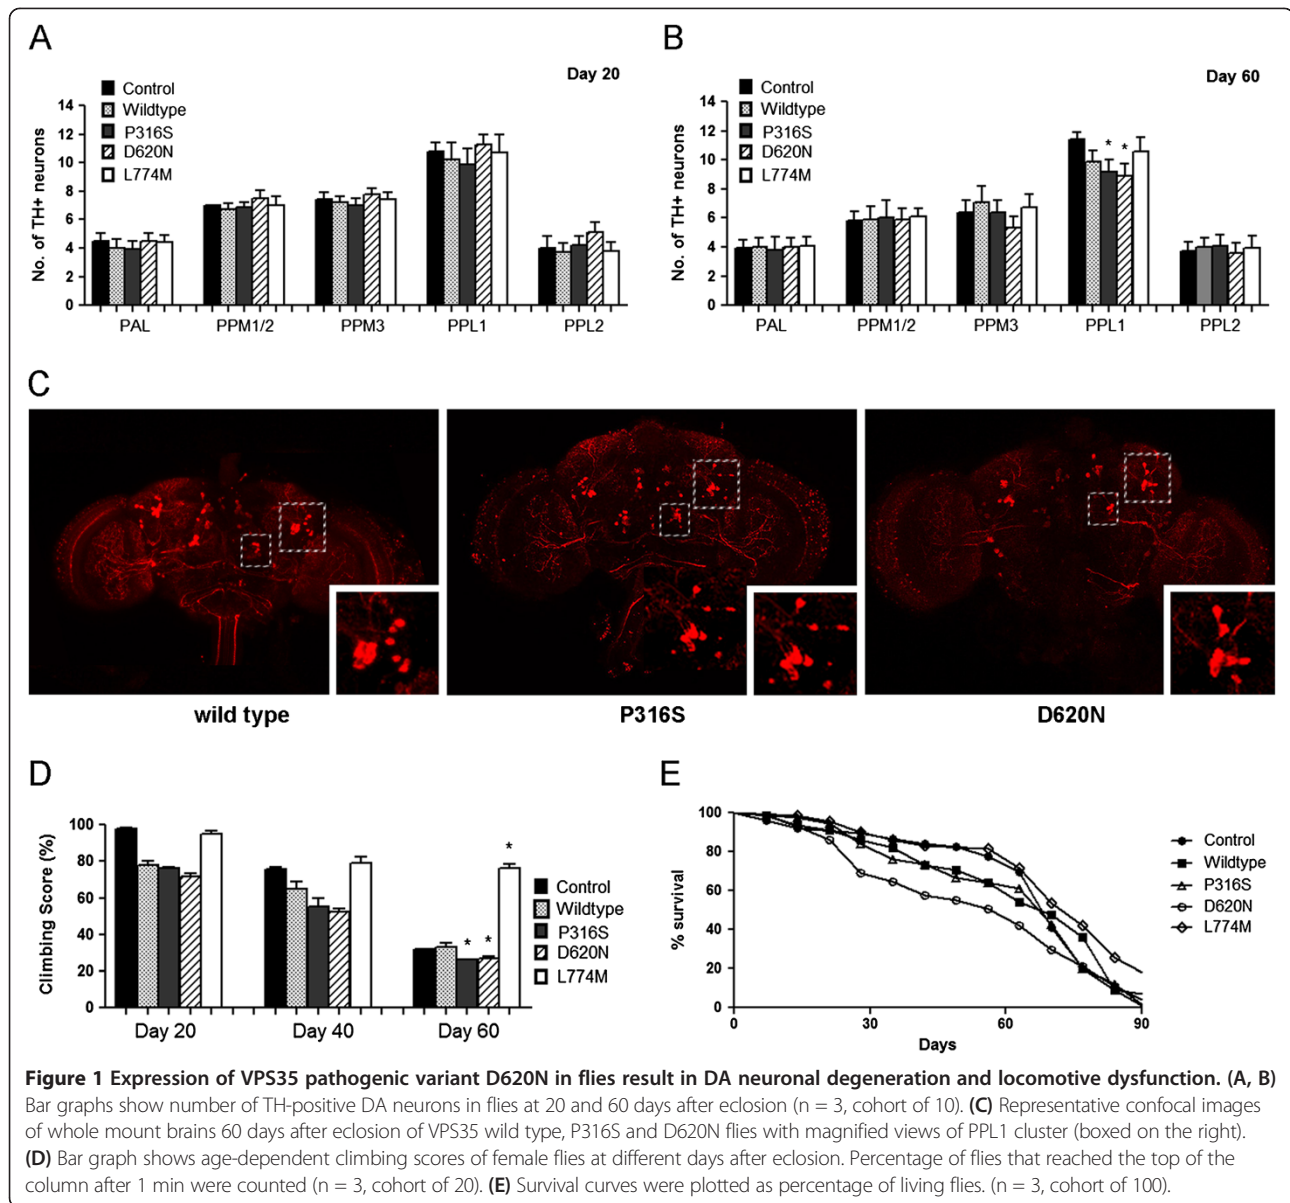 A
Day 20
Control
Wildtype
P316S
D620N
L774M
No. of TH+ neurons
14
12
10
8
6
4
2
0
PAL PPM1/2 PPM3 PPL1 PPL2
B
Day 60
Control
Wildtype
P316S
D620N
L774M
No. of TH+ neurons
14
12
10
8
6
4
2
0
* *
PAL PPM1/2 PPM3 PPL1 PPL2
C
wild type P316S D620N
D
Climbing Score (%)
100
80
60
40
20
0
* * *
Day 20 Day 40 Day 60
Control
Wildtype
P316S
D620N
L774M
E
% survival
100
80
60
40
20
0
0 30 60 90
Days
Control
Wildtype
P316S
D620N
L774M
Figure 1 Expression of VPS35 pathogenic variant D620N in flies result in DA neuronal degeneration and locomotive dysfunction. (A, B)
Bar graphs show number of TH-positive DA neurons in flies at 20 and 60 days after eclosion (n = 3, cohort of 10). (C) Representative confocal images
of whole mount brains 60 days after eclosion of VPS35 wild type, P316S and D620N flies with magnified views of PPL1 cluster (boxed on the right).
(D) Bar graph shows age-dependent climbing scores of female flies at different days after eclosion. Percentage of flies that reached the top of the
column after 1 min were counted (n = 3, cohort of 20). (E) Survival curves were plotted as percentage of living flies. (n = 3, cohort of 100).